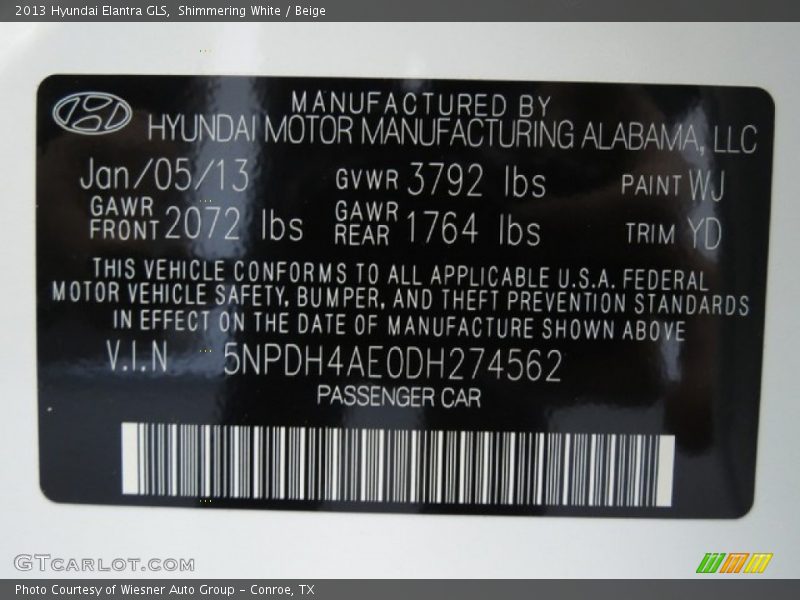 2013 Hyundai Elantra GLS, Shimmering White / Beige
MANUFACTURED BY
HYUNDAI MOTOR MANUFACTURING ALABAMA, LLC
Jan/05/13 GVWR 3792 lbs PAINT WJ
GAWR FRONT 2072 lbs GAWR REAR 1764 lbs TRIM YD
THIS VEHICLE CONFORMS TO ALL APPLICABLE U.S.A. FEDERAL
MOTOR VEHICLE SAFETY, BUMPER, AND THEFT PREVENTION STANDARDS
IN EFFECT ON THE DATE OF MANUFACTURE SHOWN ABOVE
V.I.N 5NPDH4AE0DH274562
PASSENGER CAR
GTCARLOT.COM
Photo Courtesy of Wiesner Auto Group - Conroe, TX